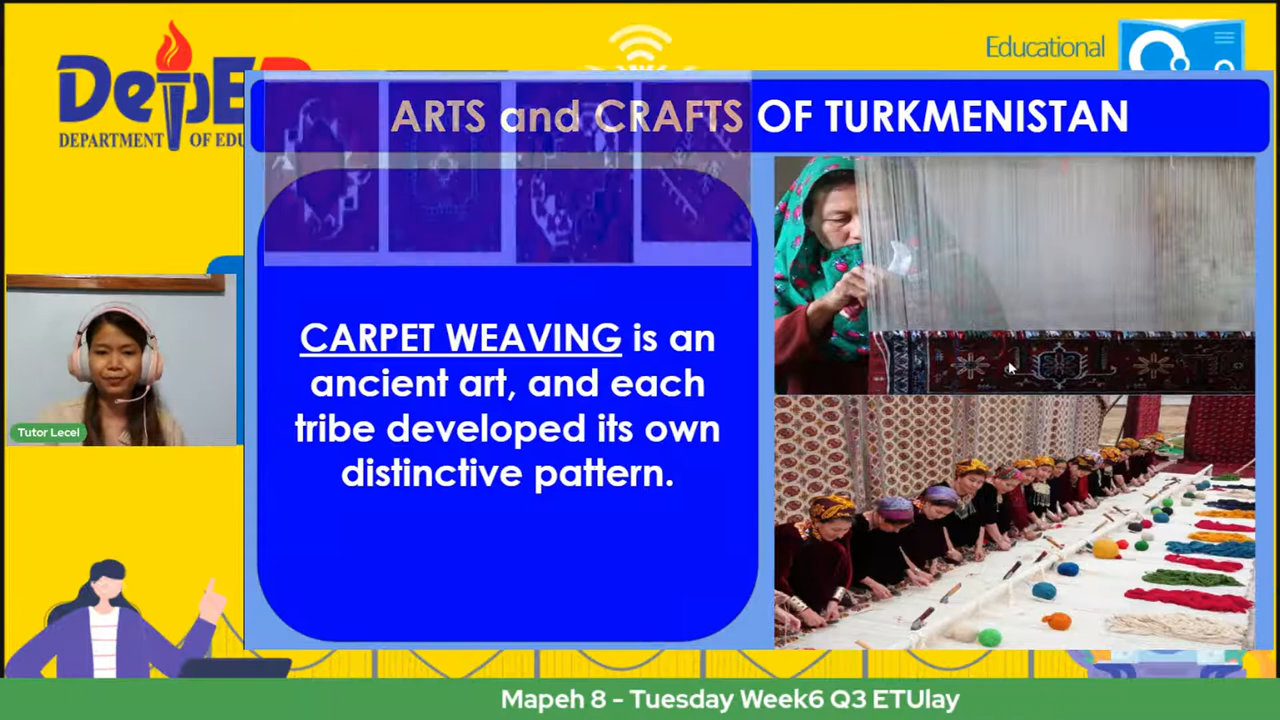 DepED
DEPARTMENT OF EDU
Educational
ARTS and CRAFTS OF TURKMENISTAN
CARPET WEAVING is an
ancient art, and each
tribe developed its own
distinctive pattern.
Tutor Lecel
Mapeh 8 - Tuesday Week6 Q3 ETUlay